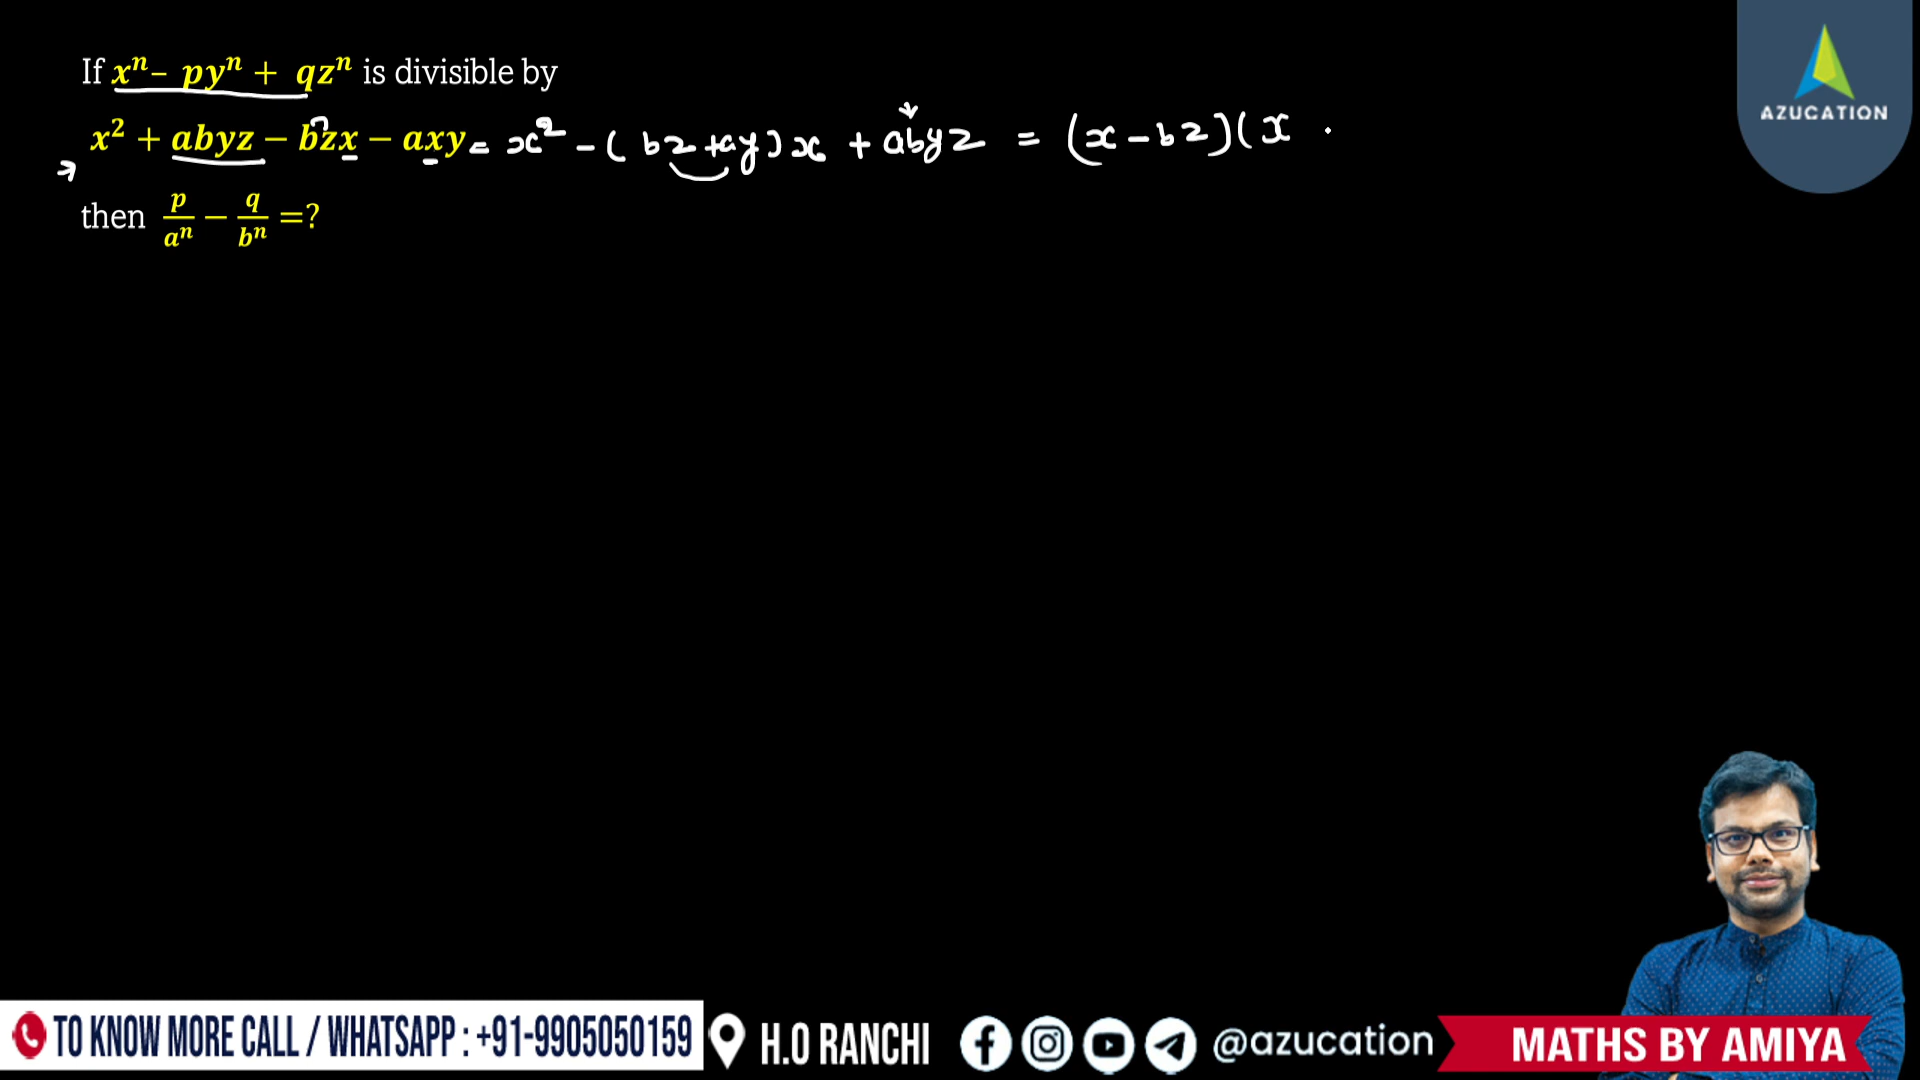 If xⁿ– pyⁿ + qzⁿ is divisible by
x² + abyz − bzx − axy = x² - (bz+ay)x + abyz = (x-bz)(x .
then p/aⁿ − q/bⁿ =?
AZUCATION
TO KNOW MORE CALL / WHATSAPP : +91-9905050159
H.O RANCHI
@azucation
MATHS BY AMIYA